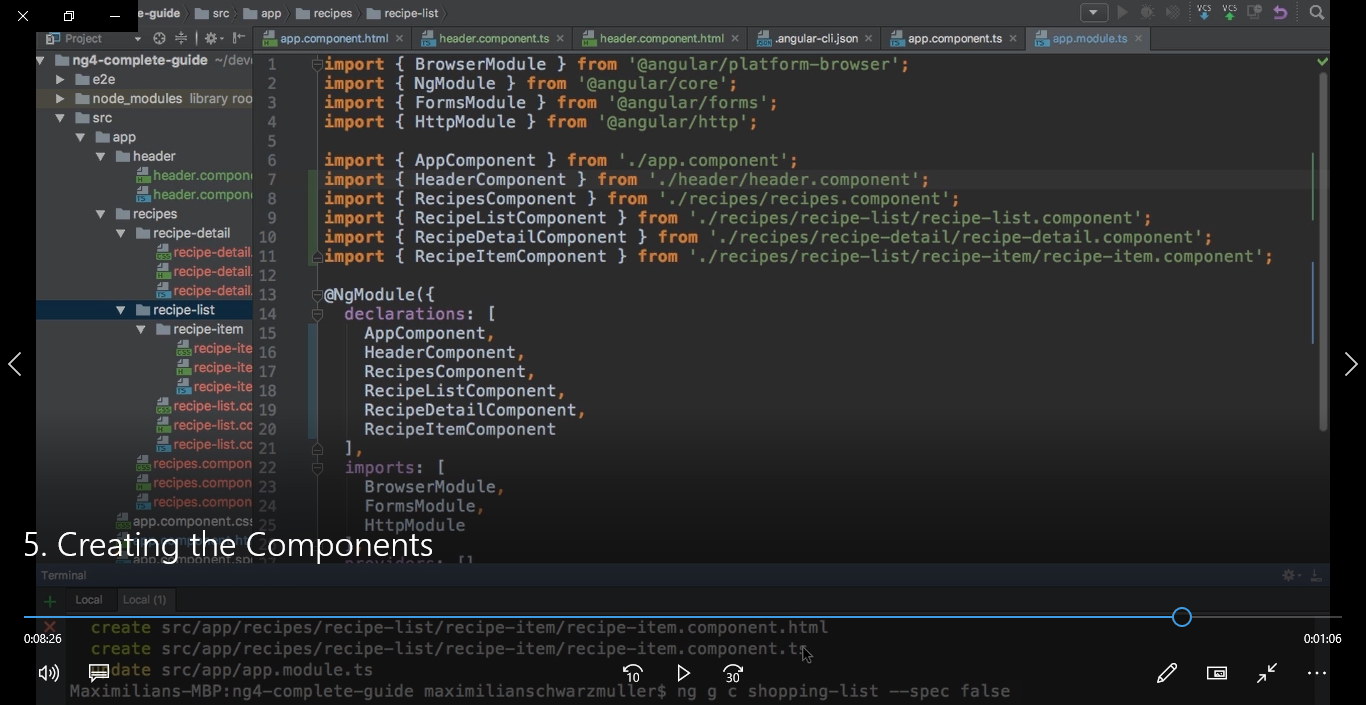 e-guide src app recipes recipe-list
Project app.component.html header.component.ts header.component.html .angular-cli.json app.component.ts app.module.ts
ng4-complete-guide ~/dev
e2e
node_modules library roo
src
app
header
header.compon
header.compon
recipes
recipe-detail
recipe-detail.
recipe-detail.
recipe-detail.
recipe-list
recipe-item
recipe-ite
recipe-ite
recipe-ite
recipe-list.co
recipe-list.co
recipe-list.co
recipes.compon
recipes.compon
recipes.compon
app.component.css
1 import { BrowserModule } from '@angular/platform-browser';
2 import { NgModule } from '@angular/core';
3 import { FormsModule } from '@angular/forms';
4 import { HttpModule } from '@angular/http';
5
6 import { AppComponent } from './app.component';
7 import { HeaderComponent } from './header/header.component';
8 import { RecipesComponent } from './recipes/recipes.component';
9 import { RecipeListComponent } from './recipes/recipe-list/recipe-list.component';
10 import { RecipeDetailComponent } from './recipes/recipe-detail/recipe-detail.component';
11 import { RecipeItemComponent } from './recipes/recipe-list/recipe-item/recipe-item.component';
12
13 @NgModule({
14 declarations: [
15 AppComponent,
16 HeaderComponent,
17 RecipesComponent,
18 RecipeListComponent,
19 RecipeDetailComponent,
20 RecipeItemComponent
21 ],
22 imports: [
23 BrowserModule,
24 FormsModule,
25 HttpModule
5. Creating the Components
Terminal
Local Local (1)
create src/app/recipes/recipe-list/recipe-item/recipe-item.component.html
0:08:26 0:01:06
create src/app/recipes/recipe-list/recipe-item/recipe-item.component.ts
update src/app/app.module.ts
10 30
Maximilians-MBP:ng4-complete-guide maximilianschwarzmuller$ ng g c shopping-list --spec false
VCS VCS